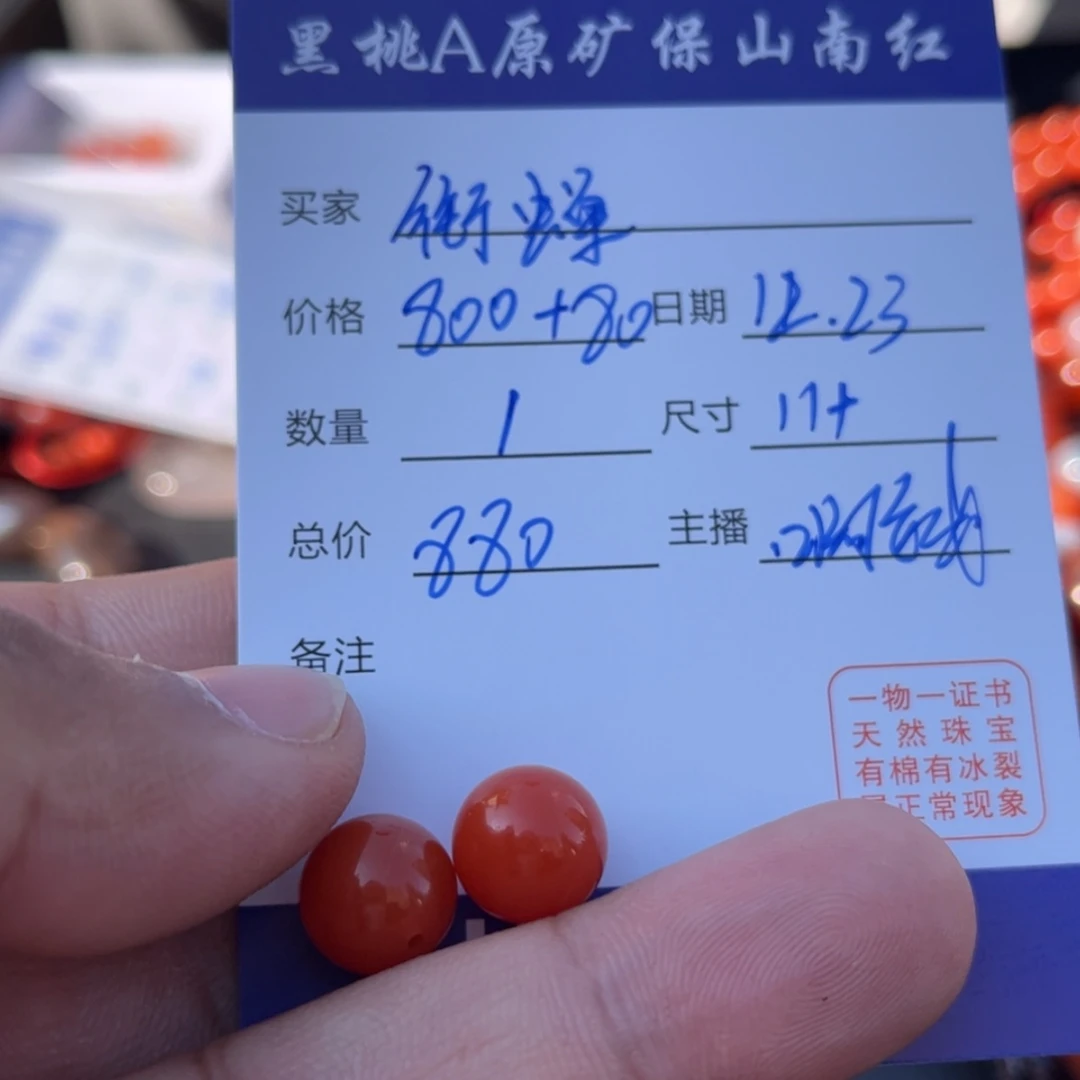 黑桃A原矿保山南红
买家 衔蝉
价格 800+80 日期 12.23
数量 1 尺寸 11+
总价 880 主播
备注
一物一证书
天然珠宝
有棉有冰裂
正常现象